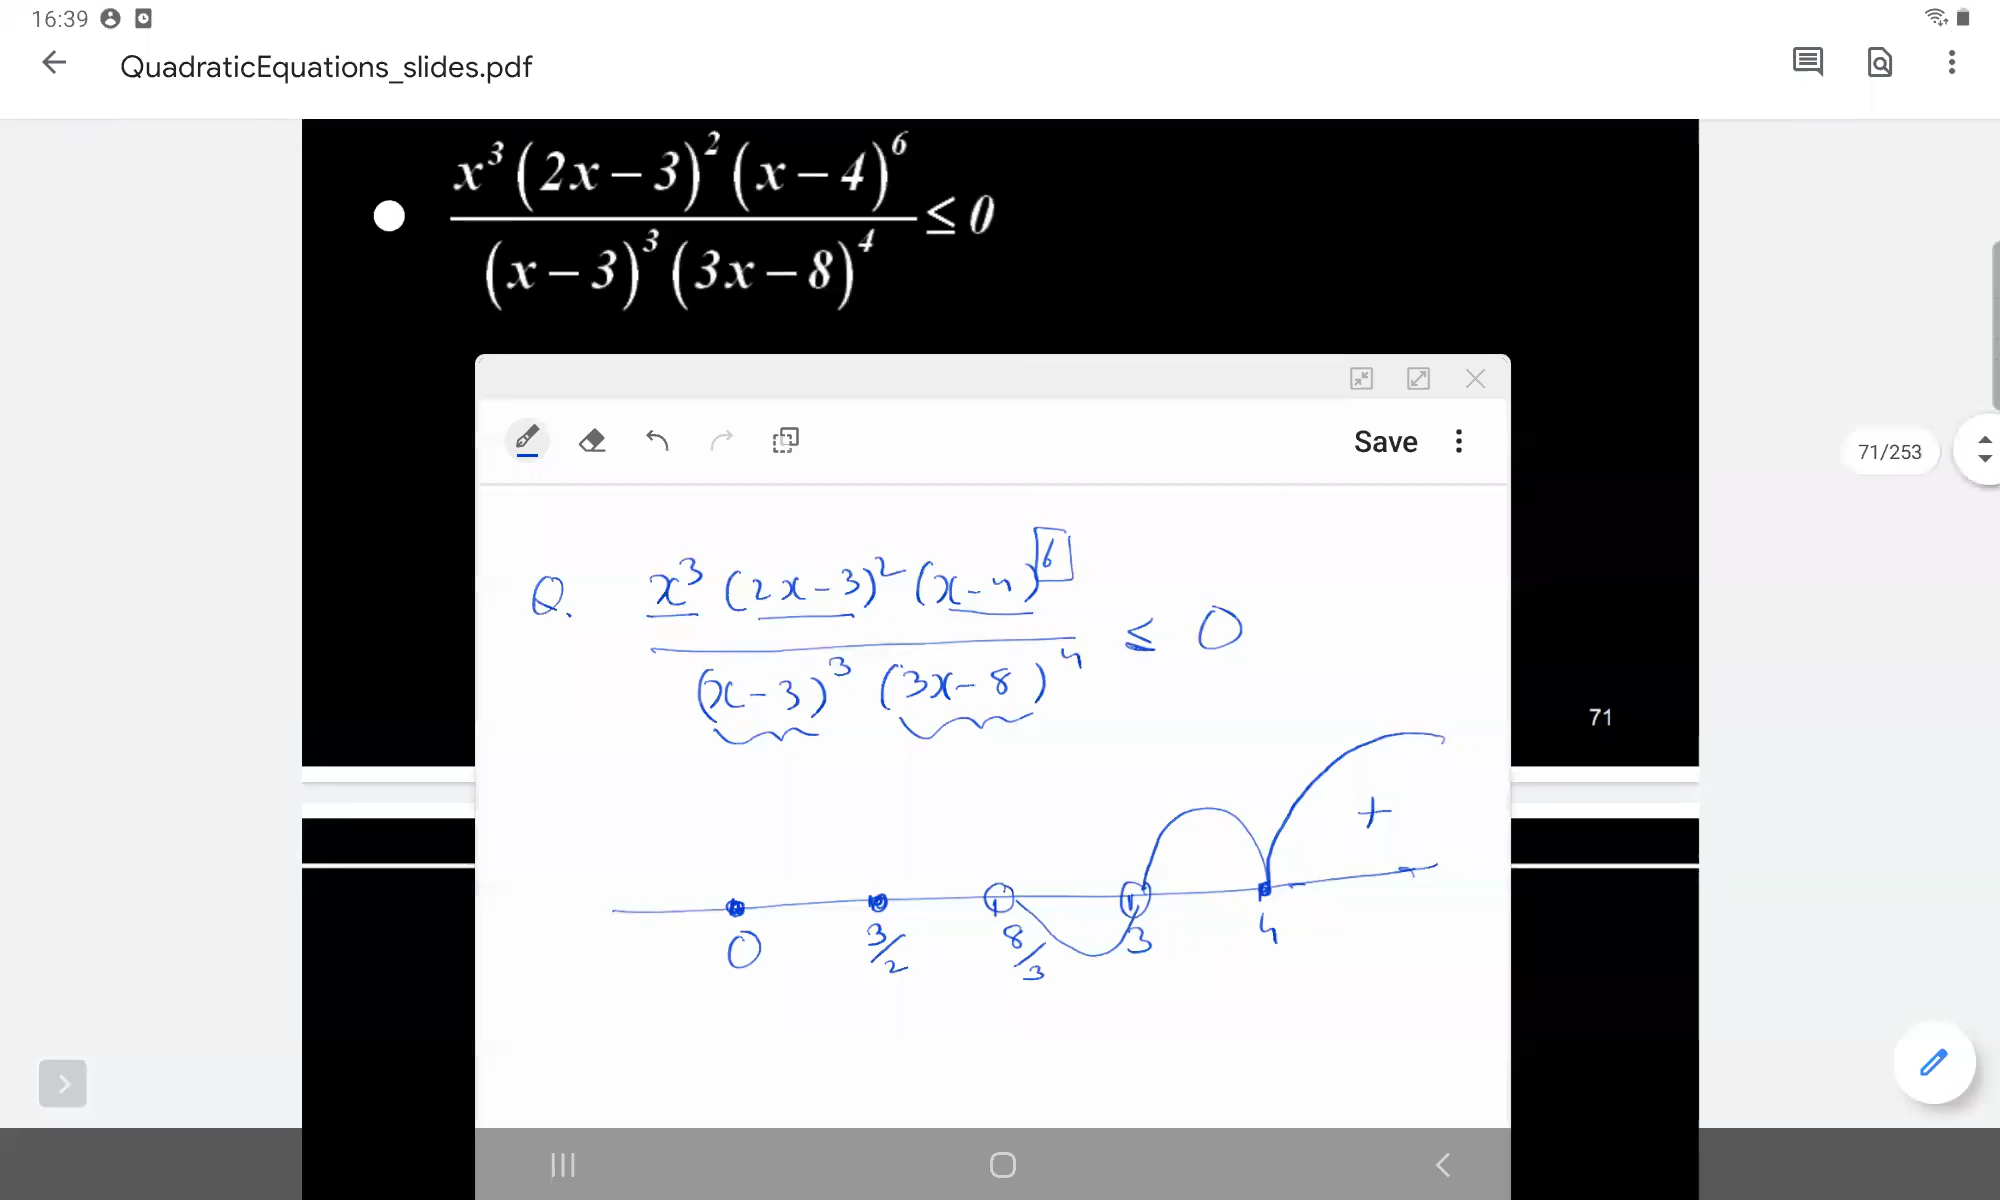 16:39
QuadraticEquations_slides.pdf
x³(2x-3)²(x-4)⁶
≤ 0
(x-3)³(3x-8)⁴
71/253
Save
Q. x³ (2x-3)² (x-4)⁶
≤ 0
(x-3)³ (3x-8)⁴
71
+
0 3/2 8/3 3 4